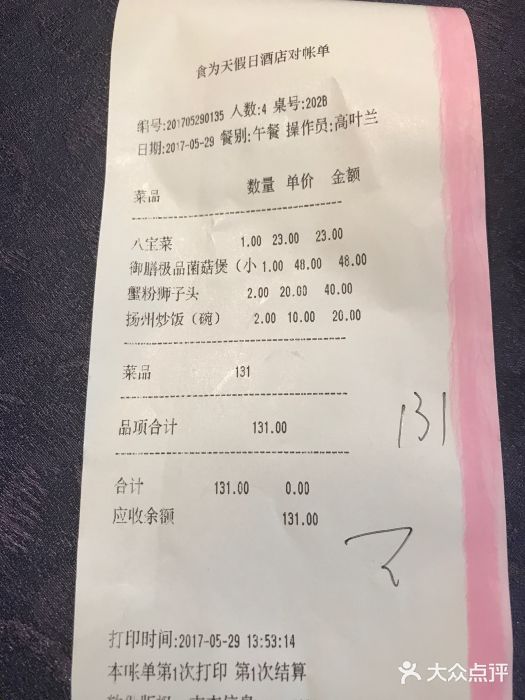 食为天假日酒店对帐单
编号:201705290135 人数:4 桌号:202B
日期:2017-05-29 餐别:午餐 操作员:高叶兰
菜品 数量 单价 金额
八宝菜 1.00 23.00 23.00
御膳极品菌菇煲（小 1.00 48.00 48.00
蟹粉狮子头 2.00 20.00 40.00
扬州炒饭（碗） 2.00 10.00 20.00
菜品 131
品项合计 131.00
131
合计 131.00 0.00
应收余额 131.00
打印时间:2017-05-29 13:53:14
本帐单第1次打印 第1次结算
大众点评